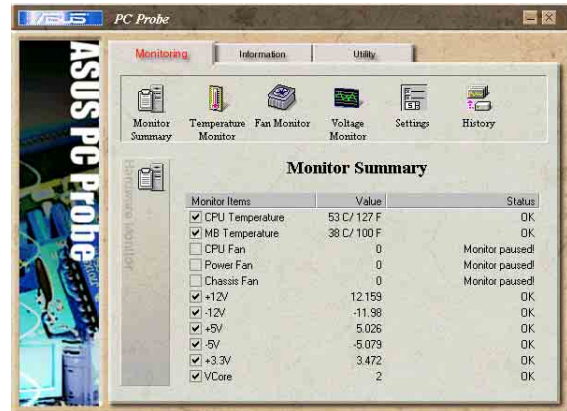 ASUS PC Probe
Monitoring Information Utility
Monitor Summary
Temperature Monitor
Fan Monitor
Voltage Monitor
Settings
History
ASUS PC Probe
Hardware Monitor
Monitor Summary
Monitor Items Value Status
CPU Temperature 53 C/ 127 F OK
MB Temperature 38 C/ 100 F OK
CPU Fan 0 Monitor paused!
Power Fan 0 Monitor paused!
Chassis Fan 0 Monitor paused!
+12V 12.159 OK
-12V -11.98 OK
+5V 5.026 OK
-5V -5.079 OK
+3.3V 3.472 OK
VCore 2 OK